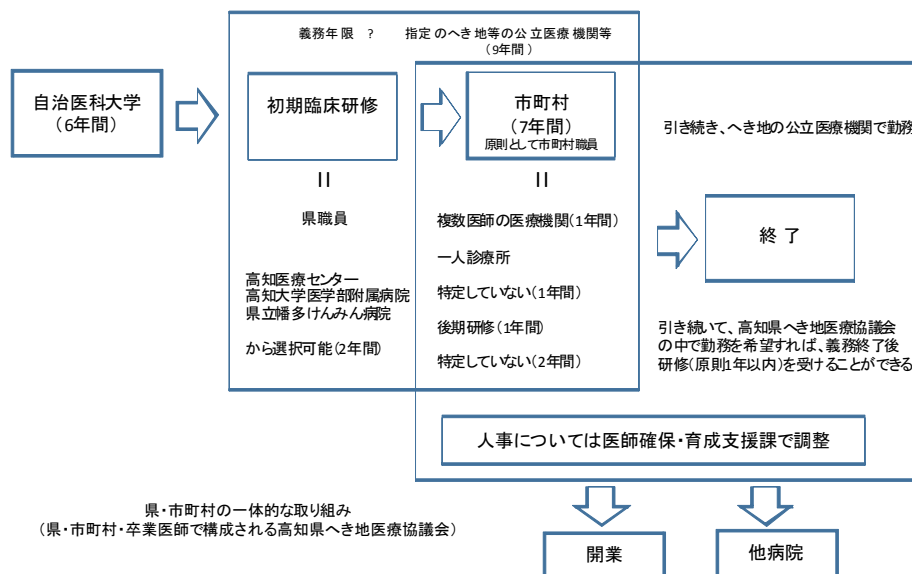 義務年限 ? 指定のへき地等の公立医療機関等
(9年間)
自治医科大学
(6年間)
初期臨床研修
市町村
(7年間)
原則として市町村職員
引き続き、へき地の公立医療機関で勤務
=
=
県職員
高知医療センター
高知大学医学部附属病院
県立幡多けんみん病院
から選択可能(2年間)
複数医師の医療機関(1年間)
一人診療所
特定していない(1年間)
後期研修(1年間)
特定していない(2年間)
終了
引き続いて、高知県へき地医療協議会
の中で勤務を希望すれば、義務終了後
研修(原則1年以内)を受けることができる
人事については医師確保・育成支援課で調整
県・市町村の一体的な取り組み
(県・市町村・卒業医師で構成される高知県へき地医療協議会)
開業
他病院